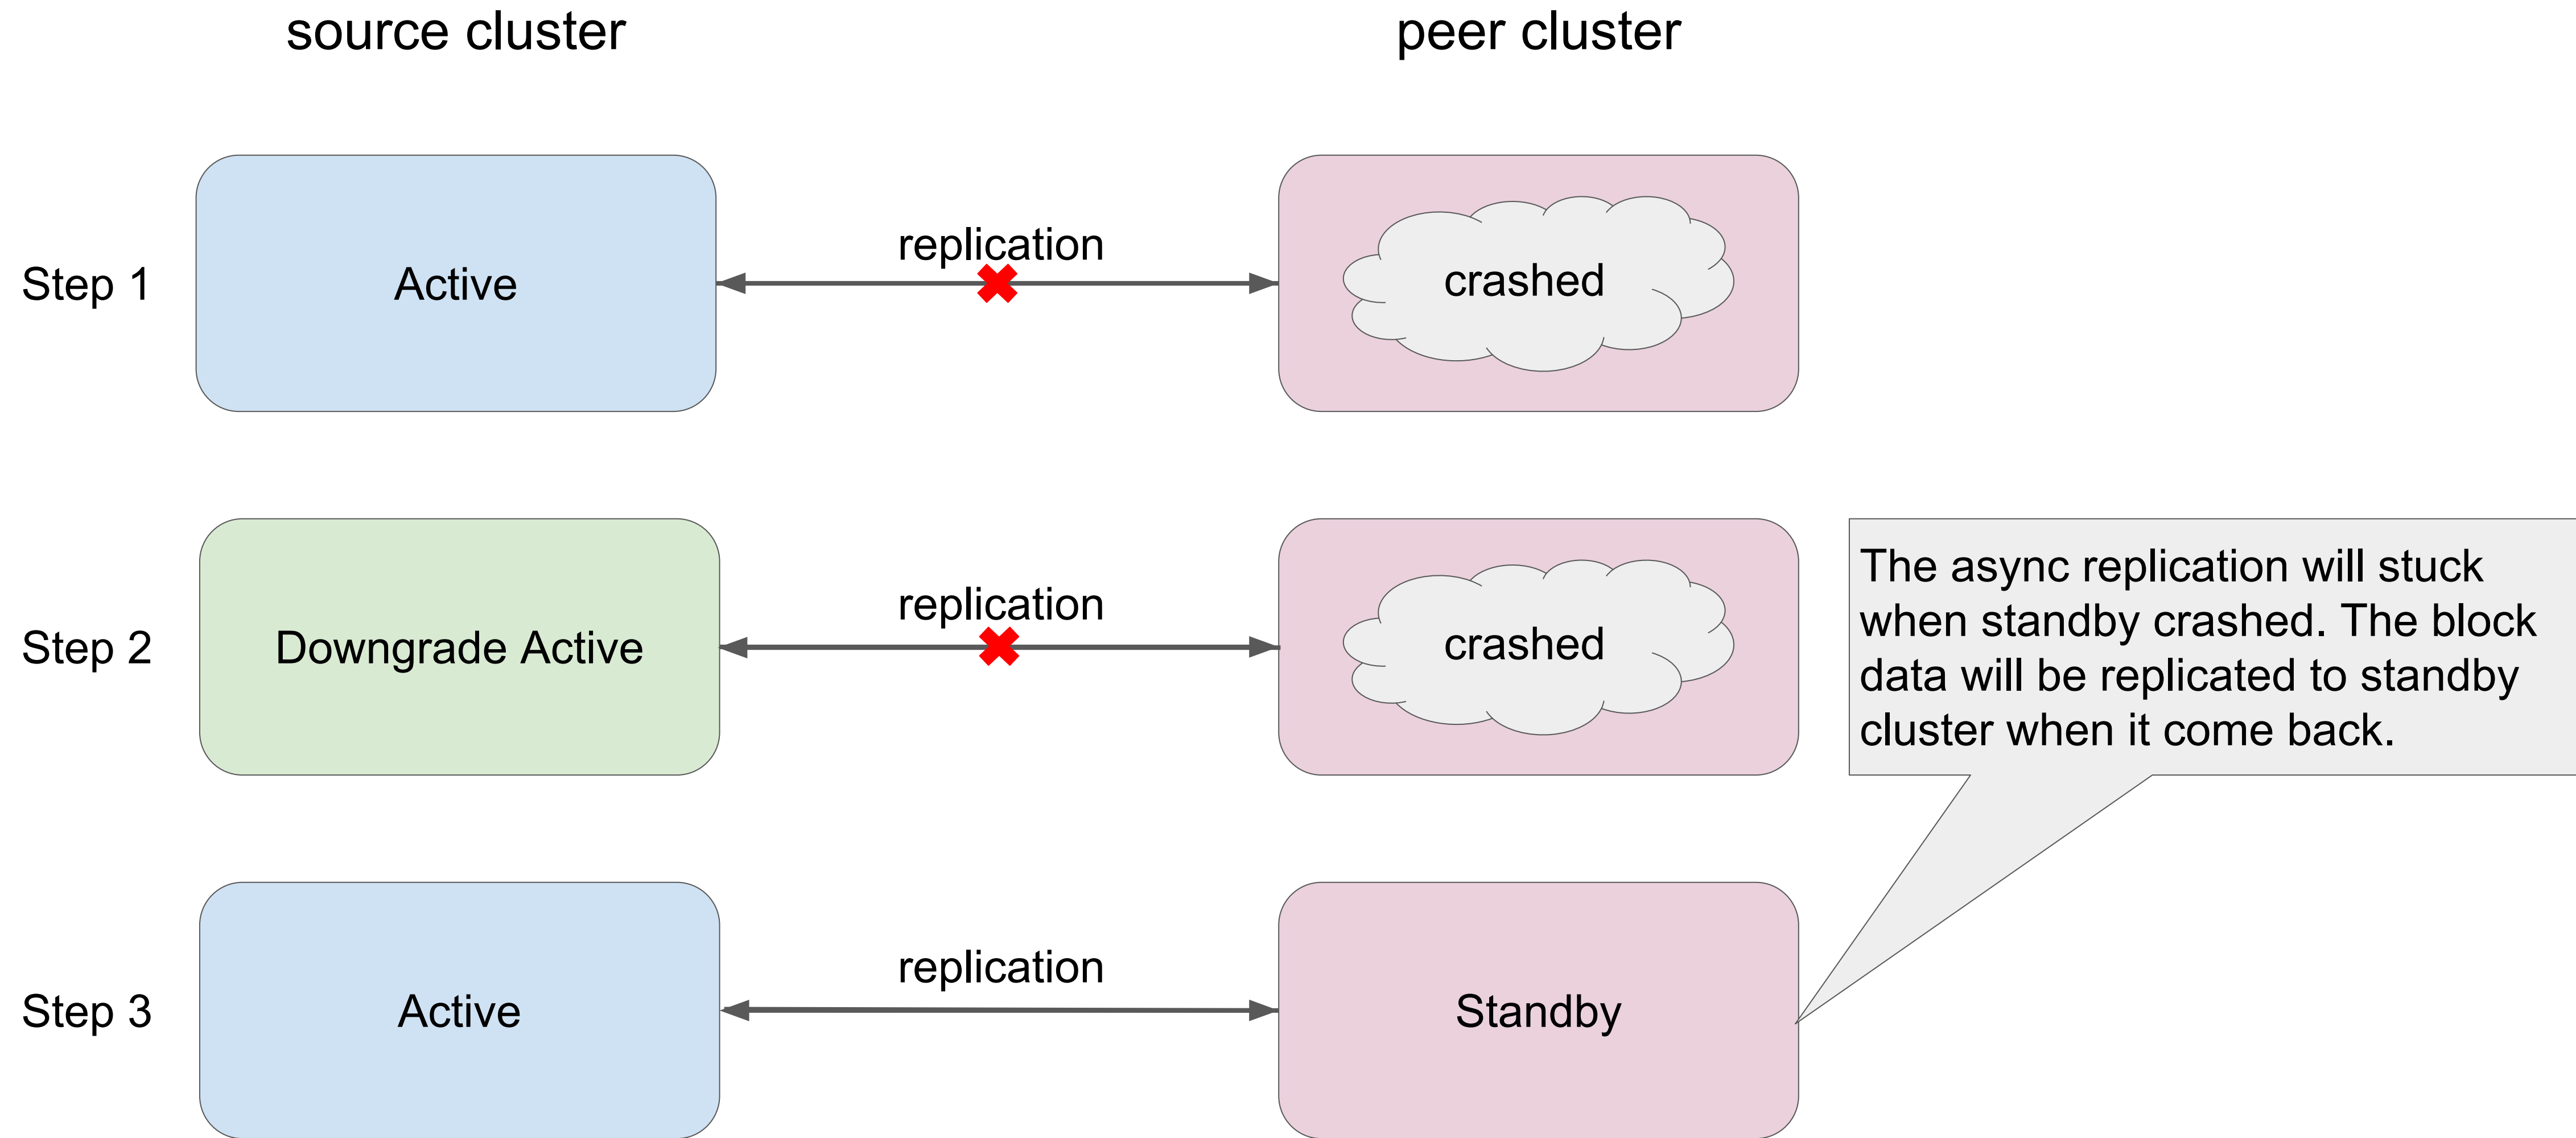 source cluster
peer cluster
Step 1
Active
replication
crashed
Step 2
Downgrade Active
replication
crashed
The async replication will stuck
when standby crashed. The block
data will be replicated to standby
cluster when it come back.
Step 3
Active
replication
Standby